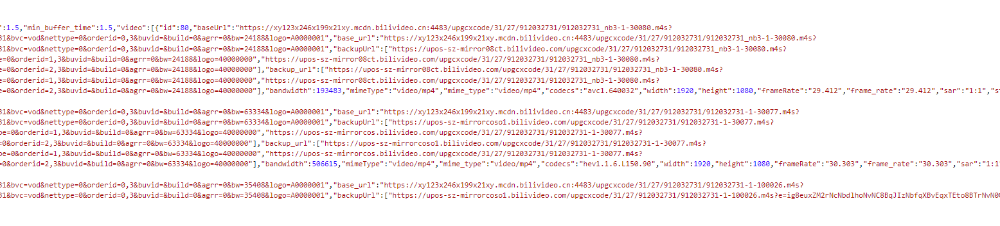 ":1.5,"min_buffer_time":1.5,"video":[{"id":80,"baseUrl":"https://xy123x246x199x21xy.mcdn.bilivideo.cn:4483/upgcxcode/31/27/912032731/912032731_nb3-1-30080.m4s?
31&bvc=vod&nettype=0&orderid=0,3&buvid=&build=0&agrr=0&bw=24188&logo=A0000001","base_url":"https://xy123x246x199x21xy.mcdn.bilivideo.cn:4483/upgcxcode/31/27/912032731/912032731_nb3-1-30080.m4s?
31&bvc=vod&nettype=0&orderid=0,3&buvid=&build=0&agrr=0&bw=24188&logo=A0000001","backupUrl":["https://upos-sz-mirror08ct.bilivideo.com/upgcxcode/31/27/912032731/912032731_nb3-1-30080.m4s?
e=0&orderid=1,3&buvid=&build=0&agrr=0&bw=24188&logo=40000000","https://upos-sz-mirror08ct.bilivideo.com/upgcxcode/31/27/912032731/912032731_nb3-1-30080.m4s?
e=0&orderid=2,3&buvid=&build=0&agrr=0&bw=24188&logo=40000000"],"backup_url":["https://upos-sz-mirror08ct.bilivideo.com/upgcxcode/31/27/912032731/912032731_nb3-1-30080.m4s?
e=0&orderid=1,3&buvid=&build=0&agrr=0&bw=24188&logo=40000000","https://upos-sz-mirror08ct.bilivideo.com/upgcxcode/31/27/912032731/912032731_nb3-1-30080.m4s?
e=0&orderid=2,3&buvid=&build=0&agrr=0&bw=24188&logo=40000000"],"bandwidth":193483,"mimeType":"video/mp4","mime_type":"video/mp4","codecs":"avc1.640032","width":1920,"height":1080,"frameRate":"29.412","frame_rate":"29.412","sar":"1:1","st
31&bvc=vod&nettype=0&orderid=0,3&buvid=&build=0&agrr=0&bw=63334&logo=A0000001","base_url":"https://xy123x246x199x21xy.mcdn.bilivideo.cn:4483/upgcxcode/31/27/912032731/912032731-1-30077.m4s?
31&bvc=vod&nettype=0&orderid=0,3&buvid=&build=0&agrr=0&bw=63334&logo=A0000001","backupUrl":["https://upos-sz-mirrorcoso1.bilivideo.com/upgcxcode/31/27/912032731/912032731-1-30077.m4s?
pe=0&orderid=1,3&buvid=&build=0&agrr=0&bw=63334&logo=40000000","https://upos-sz-mirrorcos.bilivideo.com/upgcxcode/31/27/912032731/912032731-1-30077.m4s?
=0&orderid=2,3&buvid=&build=0&agrr=0&bw=63334&logo=40000000"],"backup_url":["https://upos-sz-mirrorcoso1.bilivideo.com/upgcxcode/31/27/912032731/912032731-1-30077.m4s?
pe=0&orderid=1,3&buvid=&build=0&agrr=0&bw=63334&logo=40000000","https://upos-sz-mirrorcos.bilivideo.com/upgcxcode/31/27/912032731/912032731-1-30077.m4s?
=0&orderid=2,3&buvid=&build=0&agrr=0&bw=63334&logo=40000000"],"bandwidth":506615,"mimeType":"video/mp4","mime_type":"video/mp4","codecs":"hev1.1.6.L150.90","width":1920,"height":1080,"frameRate":"30.303","frame_rate":"30.303","sar":"1:1"
31&bvc=vod&nettype=0&orderid=0,3&buvid=&build=0&agrr=0&bw=35408&logo=A0000001","base_url":"https://xy123x246x199x21xy.mcdn.bilivideo.cn:4483/upgcxcode/31/27/912032731/912032731-1-100026.m4s?
31&bvc=vod&nettype=0&orderid=0,3&buvid=&build=0&agrr=0&bw=35408&logo=A0000001","backupUrl":["https://upos-sz-mirrorcoso1.bilivideo.com/upgcxcode/31/27/912032731/912032731-1-100026.m4s?e=ig8euxZM2rNcNbdlhoNvNC8BqJIzNbfqXBvEqxTEto8BTrNvN0